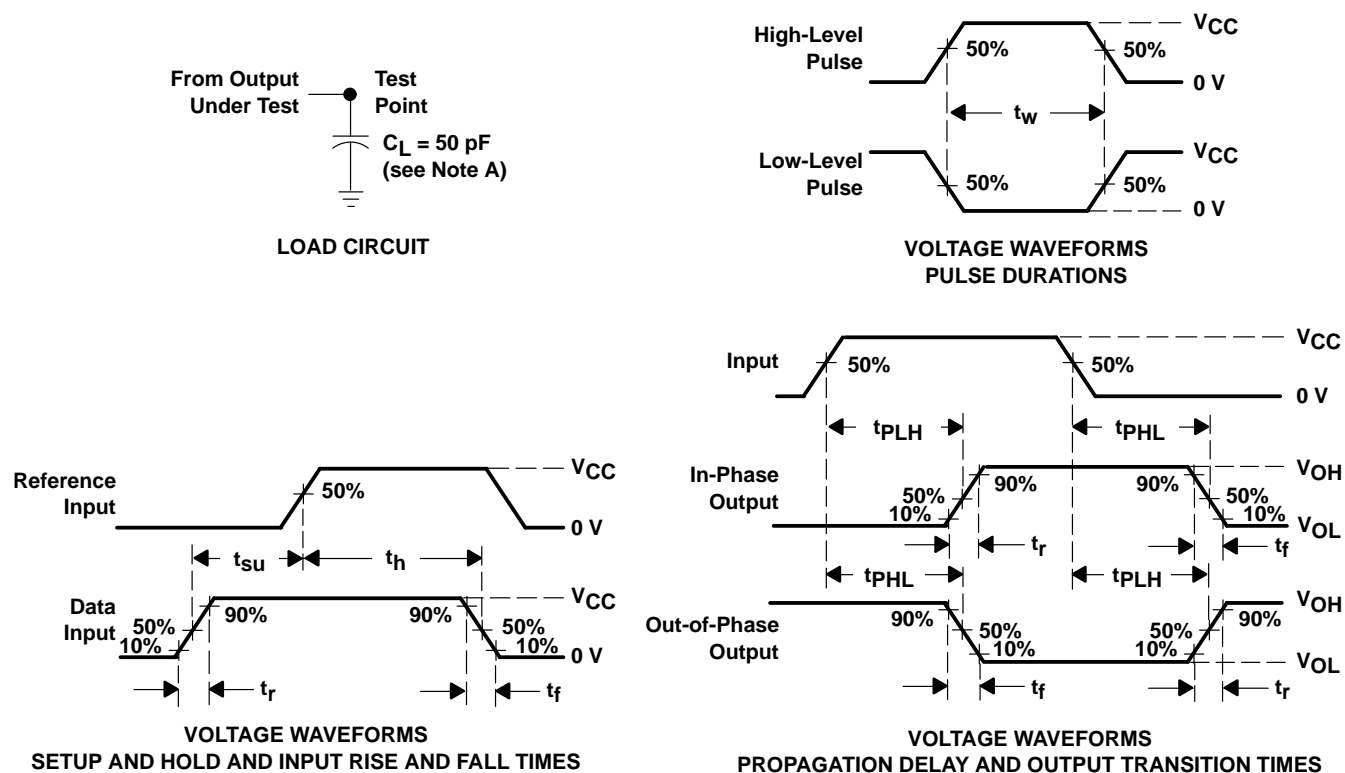 From Output
Under Test
Test
Point
CL = 50 pF
(see Note A)
LOAD CIRCUIT
High-Level
Pulse
50%
50%
VCC
0 V
tw
Low-Level
Pulse
50%
50%
VCC
0 V
VOLTAGE WAVEFORMS
PULSE DURATIONS
Reference
Input
50%
VCC
0 V
tsu
th
Data
Input
50%
10%
90%
90%
50%
10%
VCC
0 V
tr
tf
VOLTAGE WAVEFORMS
SETUP AND HOLD AND INPUT RISE AND FALL TIMES
Input
50%
50%
VCC
0 V
tPLH
tPHL
In-Phase
Output
50%
10%
90%
90%
50%
10%
VOH
VOL
tr
tf
tPHL
tPLH
Out-of-Phase
Output
90%
50%
10%
50%
10%
90%
VOH
VOL
tf
tr
VOLTAGE WAVEFORMS
PROPAGATION DELAY AND OUTPUT TRANSITION TIMES